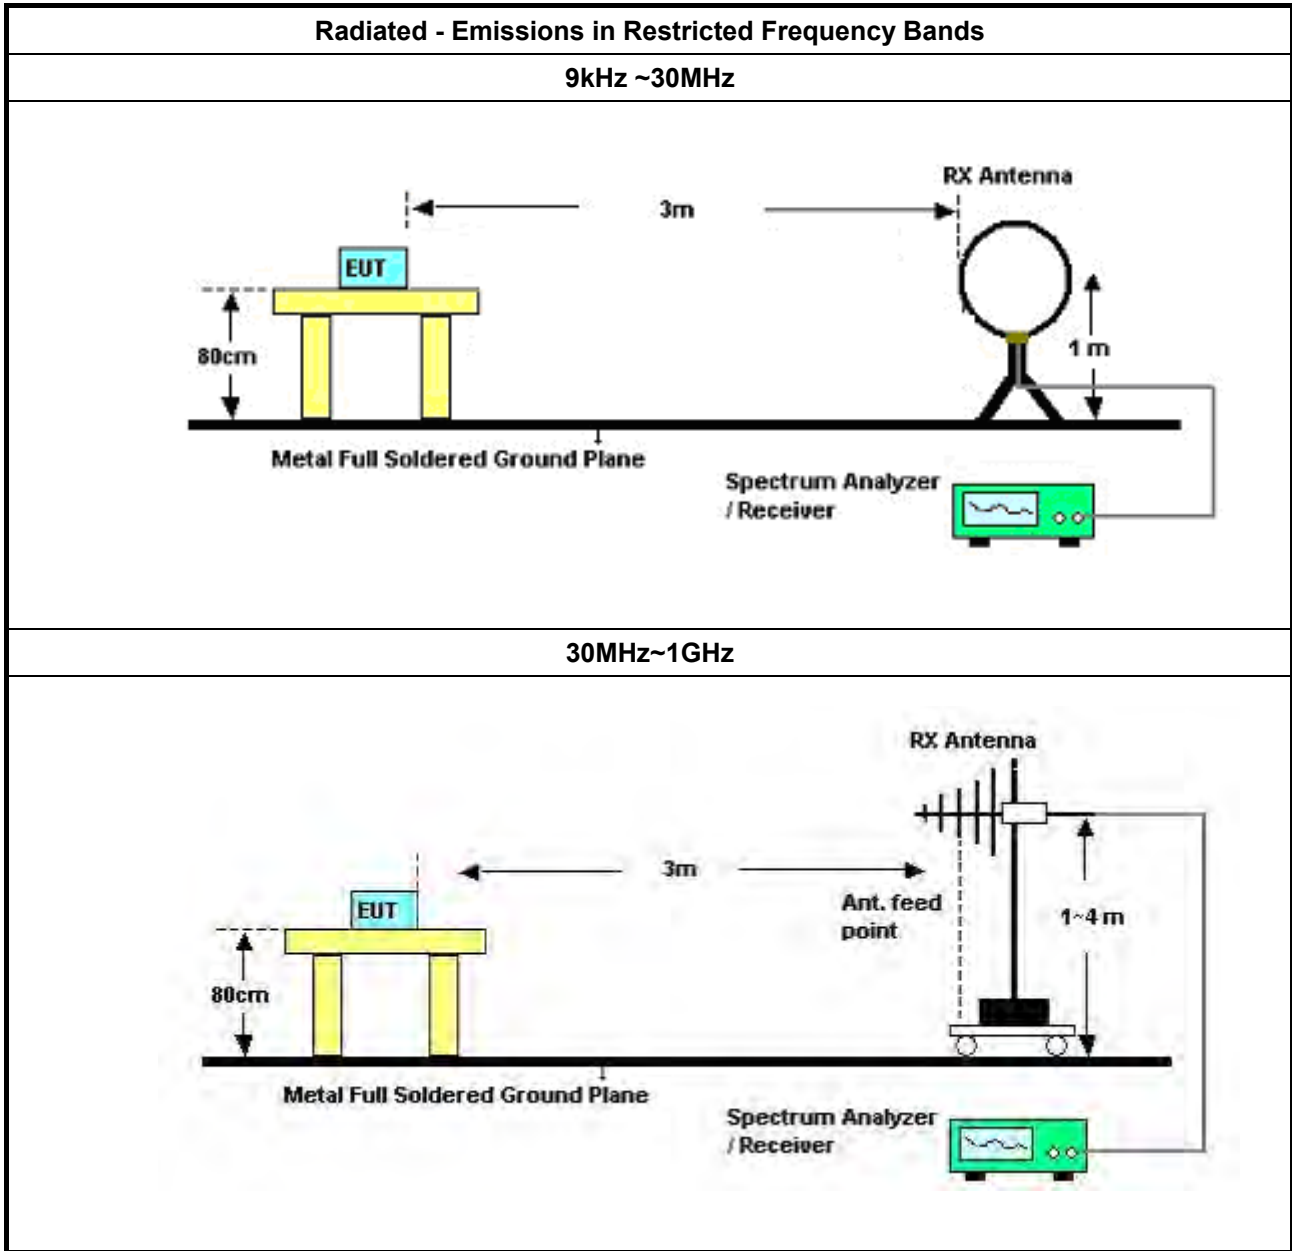 Radiated - Emissions in Restricted Frequency Bands
9kHz ~30MHz
RX Antenna
3m
EUT
80cm
1 m
Metal Full Soldered Ground Plane
Spectrum Analyzer
/ Receiver
30MHz~1GHz
RX Antenna
3m
Ant. feed
point
EUT
1~4 m
80cm
Metal Full Soldered Ground Plane
Spectrum Analyzer
/ Receiver